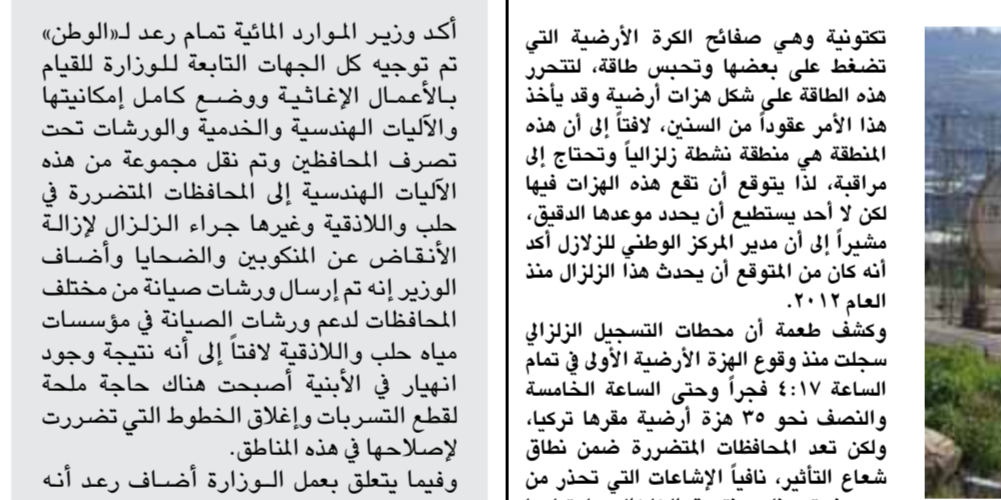 تكتونية وهي صفائح الكرة الأرضية التي
تضغط على بعضها وتحبس طاقة، لتتحرر
هذه الطاقة على شكل هزات أرضية وقد يأخذ
هذا الأمر عقوداً من السنين، لافتاً إلى أن هذه
المنطقة هي منطقة نشطة زلزالياً وتحتاج إلى
مراقبة، لذا يتوقع أن تقع هذه الهزات فيها
لكن لا أحد يستطيع أن يحدد موعدها الدقيق،
مشيراً إلى أن مدير المركز الوطني للزلازل أكد
أنه كان من المتوقع أن يحدث هذا الزلزال منذ
العام ٢٠١٢.
وكشف طعمة أن محطات التسجيل الزلزالي
سجلت منذ وقوع الهزة الأرضية الأولى في تمام
الساعة ٤:١٧ فجراً وحتى الساعة الخامسة
والنصف نحو ٣٥ هزة أرضية مقرها تركيا،
ولكن تعد المحافظات المتضررة ضمن نطاق
شعاع التأثير، نافياً الإشاعات التي تحذر من
أكد وزير الموارد المائية تمام رعد لـ«الوطن»
تم توجيه كل الجهات التابعة للوزارة للقيام
بالأعمال الإغاثية ووضع كامل إمكانيتها
والآليات الهندسية والخدمية والورشات تحت
تصرف المحافظين وتم نقل مجموعة من هذه
الآليات الهندسية إلى المحافظات المتضررة في
حلب واللاذقية وغيرها جراء الزلزال لإزالة
الأنقاض عن المنكوبين والضحايا وأضاف
الوزير إنه تم إرسال ورشات صيانة من مختلف
المحافظات لدعم ورشات الصيانة في مؤسسات
مياه حلب واللاذقية لافتاً إلى أنه نتيجة وجود
انهيار في الأبنية أصبحت هناك حاجة ملحة
لقطع التسربات وإغلاق الخطوط التي تضررت
لإصلاحها في هذه المناطق.
وفيما يتعلق بعمل الوزارة أضاف رعد أنه